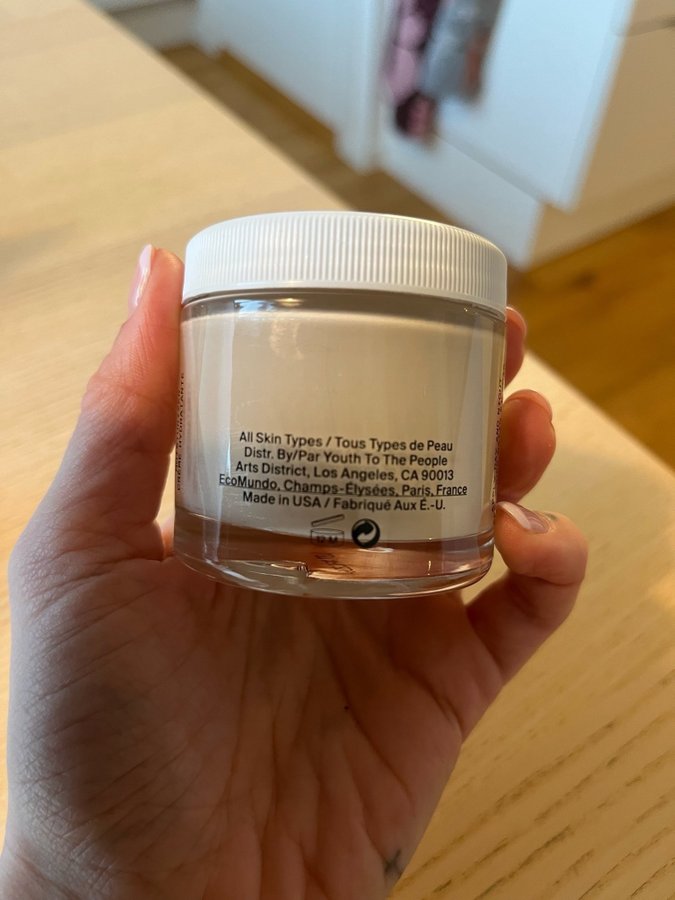 All Skin Types / Tous Types de Peau
Distr. By/Par Youth To The People
Arts District, Los Angeles, CA 90013
EcoMundo, Champs-Élysées, Paris, France
Made in USA / Fabriqué Aux É.-U.